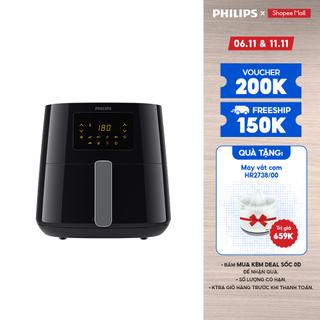 PHILIPS × Shopee Mall
06.11 & 11.11
VOUCHER
200K
FREESHIP
150K
QUÀ TẶNG:
Máy vắt cam
HR2738/00
Trị giá
659K
• BẤM MUA KÈM DEAL SỐC 0Đ
ĐỂ NHẬN QUÀ.
• SỐ LƯỢNG CÓ HẠN.
• KTRA GIỎ HÀNG TRƯỚC KHI THANH TOÁN.
PHILIPS
180